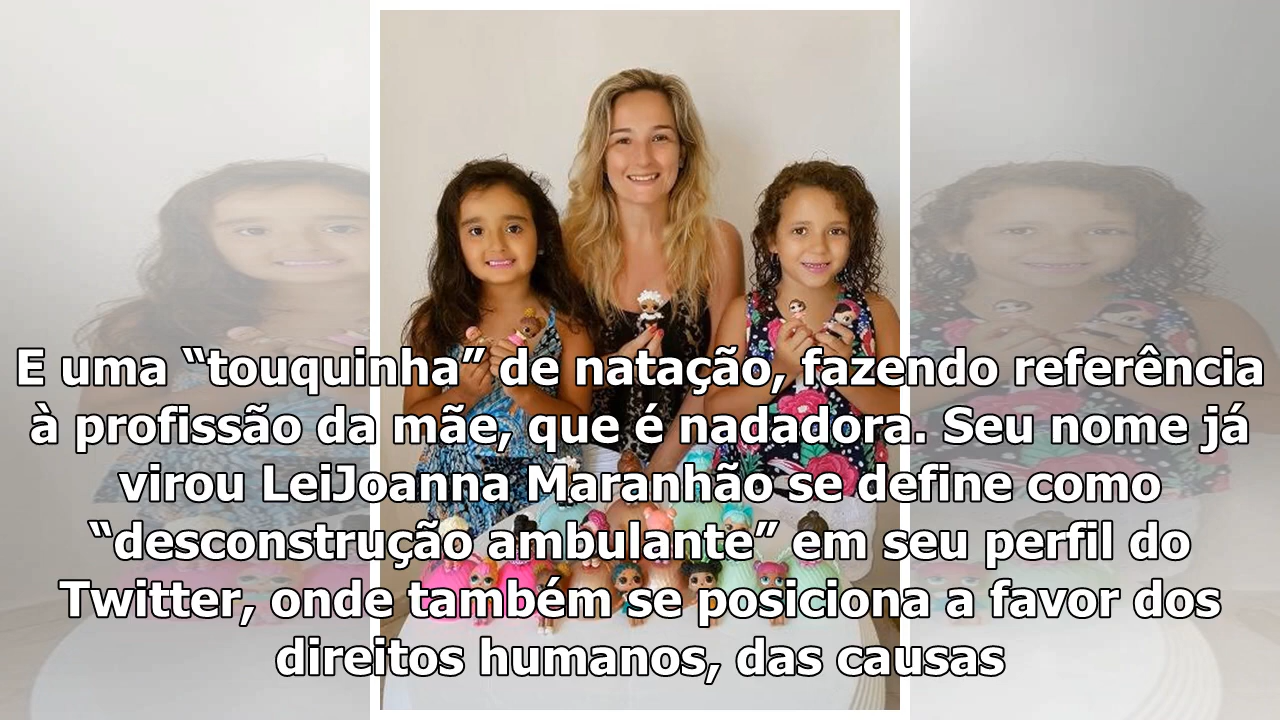 E uma “touquinha” de natação, fazendo referência
à profissão da mãe, que é nadadora. Seu nome já
virou LeiJoanna Maranhão se define como
“desconstrução ambulante” em seu perfil do
Twitter, onde também se posiciona a favor dos
direitos humanos, das causas